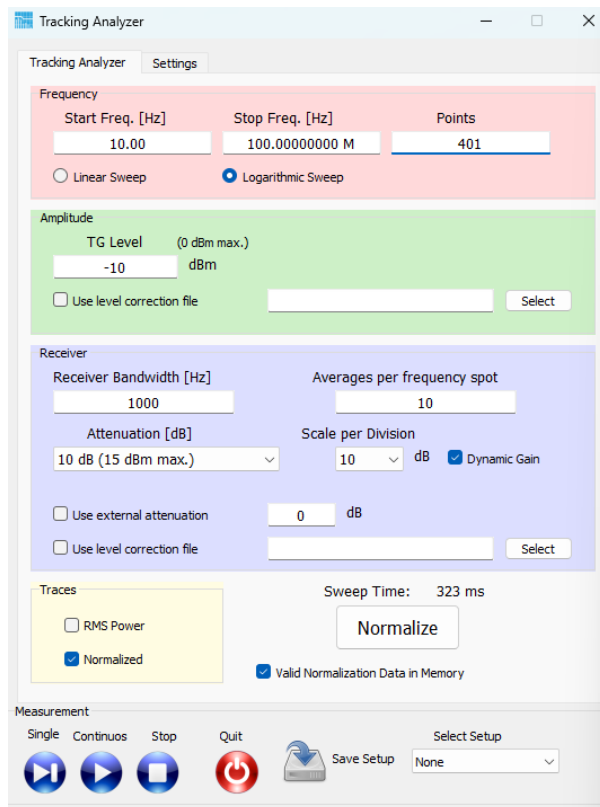 Tracking Analyzer
Tracking Analyzer Settings
Frequency
Start Freq. [Hz] Stop Freq. [Hz] Points
10.00 100.00000000 M 401
Linear Sweep Logarithmic Sweep
Amplitude
TG Level (0 dBm max.)
-10 dBm
Use level correction file Select
Receiver
Receiver Bandwidth [Hz] Averages per frequency spot
1000 10
Attenuation [dB] Scale per Division
10 dB (15 dBm max.) 10 dB Dynamic Gain
Use external attenuation 0 dB
Use level correction file Select
Traces Sweep Time: 323 ms
RMS Power Normalize
Normalized Valid Normalization Data in Memory
Measurement
Single Continuos Stop Quit Select Setup
Save Setup None